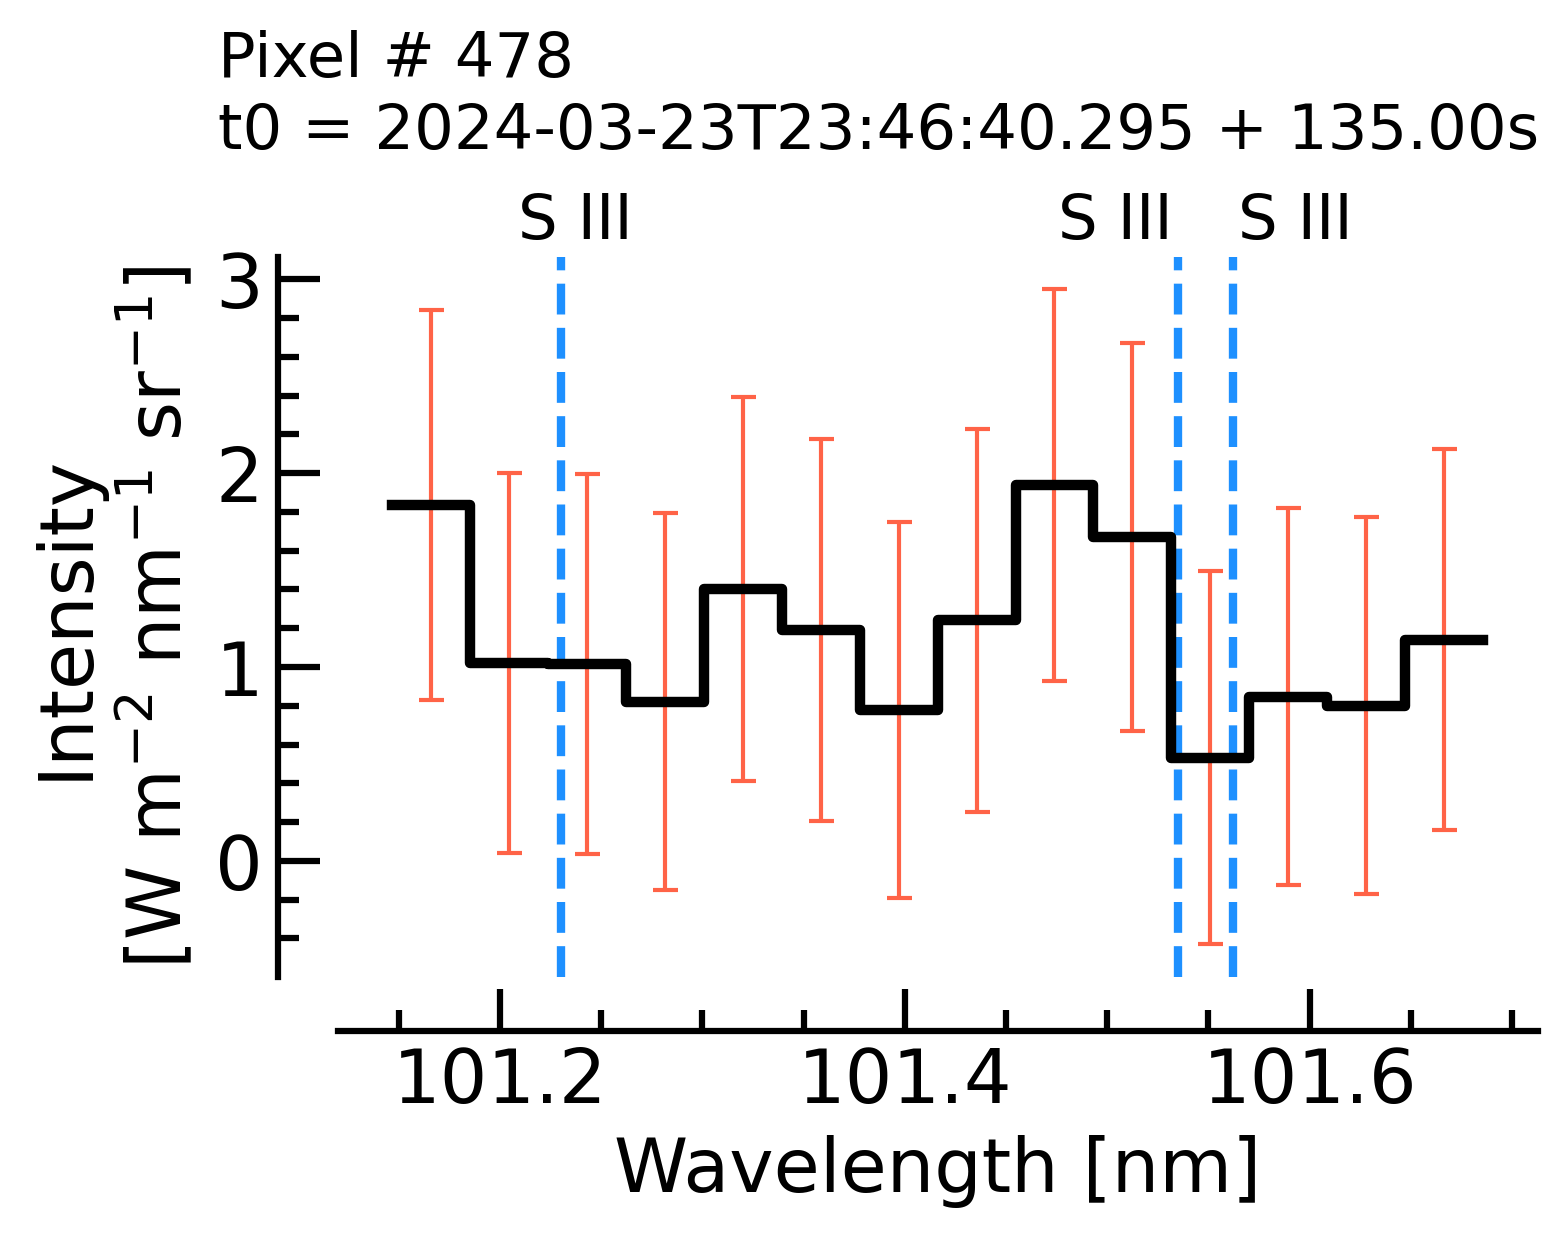 Pixel # 478
t0 = 2024-03-23T23:46:40.295 + 135.00s
S III S III S III
Intensity
[W m⁻² nm⁻¹ sr⁻¹]
3
2
1
0
101.2 101.4 101.6
Wavelength [nm]